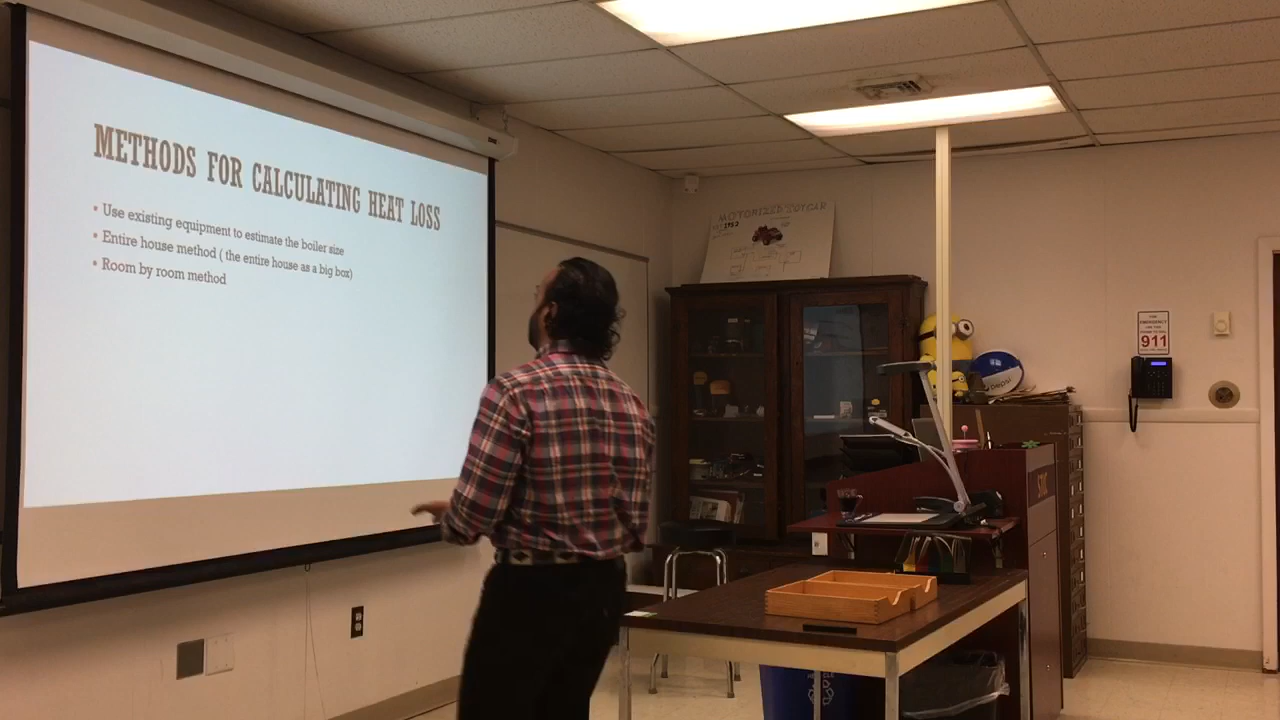 METHODS FOR CALCULATING HEAT LOSS
• Use existing equipment to estimate the boiler size
• Entire house method ( the entire house as a big box)
• Room by room method
MOTORIZED TOY CAR
911
PEPSI